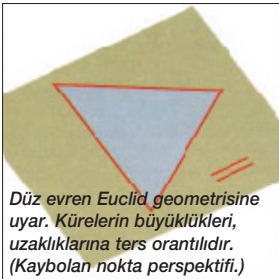 Düz evren Euclid geometrisine
uyar. Kürelerin büyüklükleri,
uzaklıklarına ters orantılıdır.
(Kaybolan nokta perspektifi.)